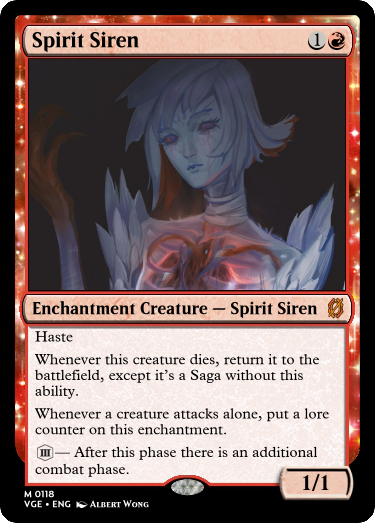 Spirit Siren
1
Enchantment Creature — Spirit Siren
Haste
Whenever this creature dies, return it to the
battlefield, except it's a Saga without this
ability.
Whenever a creature attacks alone, put a lore
counter on this enchantment.
III — After this phase there is an additional
combat phase.
1/1
M 0118
VGE • ENG Albert Wong